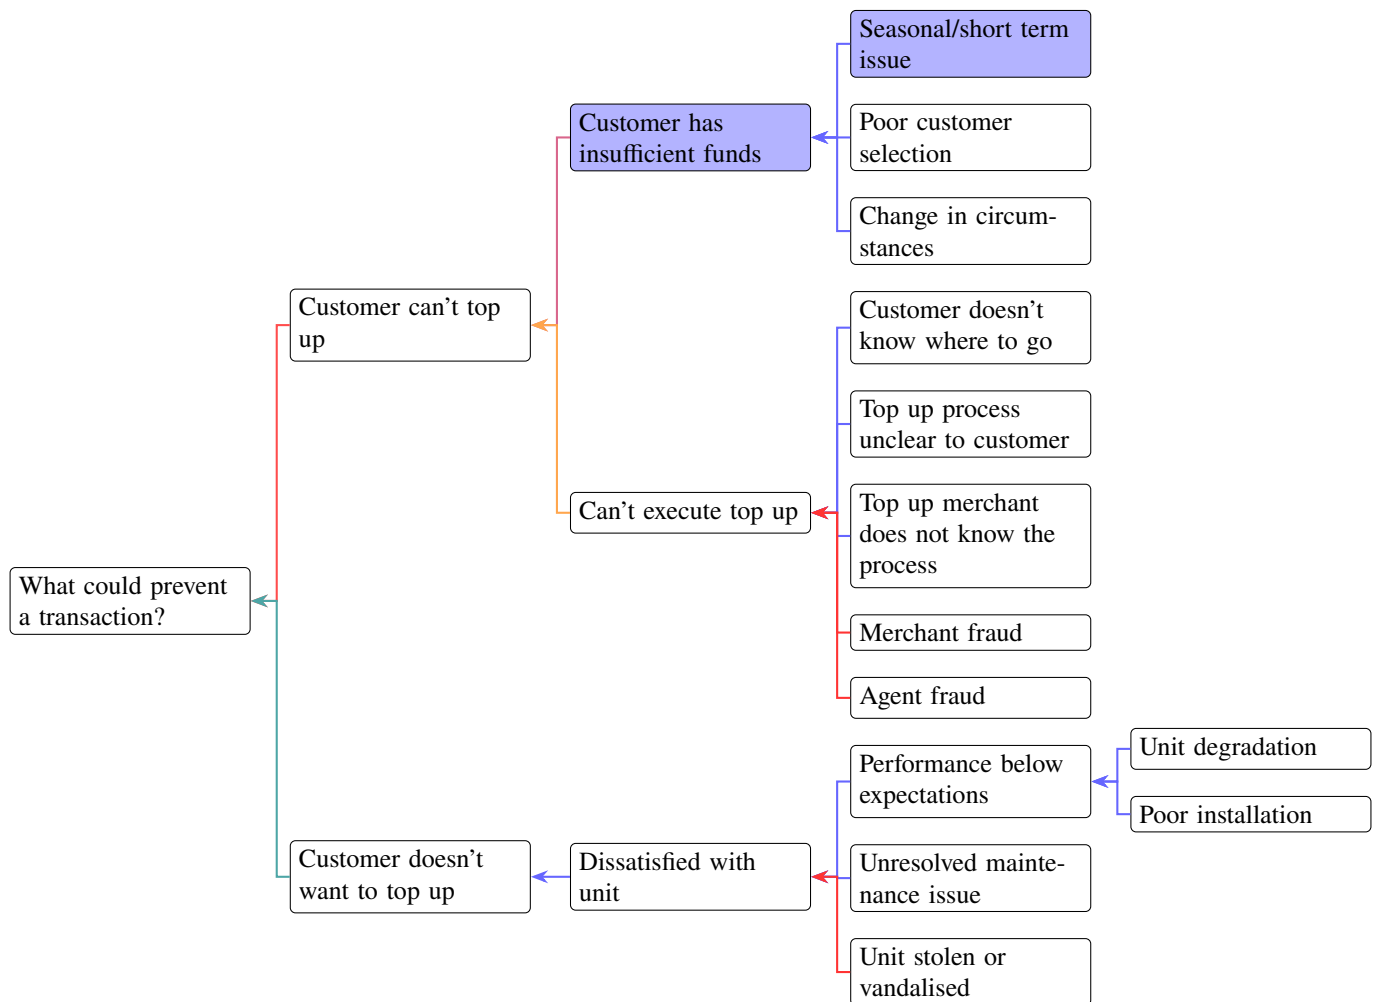 Seasonal/short term
issue
Customer has
insufficient funds
Poor customer
selection
Change in circum-
stances
Customer can't top
up
Customer doesn't
know where to go
Top up process
unclear to customer
Can't execute top up
Top up merchant
does not know the
process
What could prevent
a transaction?
Merchant fraud
Agent fraud
Performance below
expectations
Unit degradation
Poor installation
Customer doesn't
want to top up
Dissatisfied with
unit
Unresolved mainte-
nance issue
Unit stolen or
vandalised